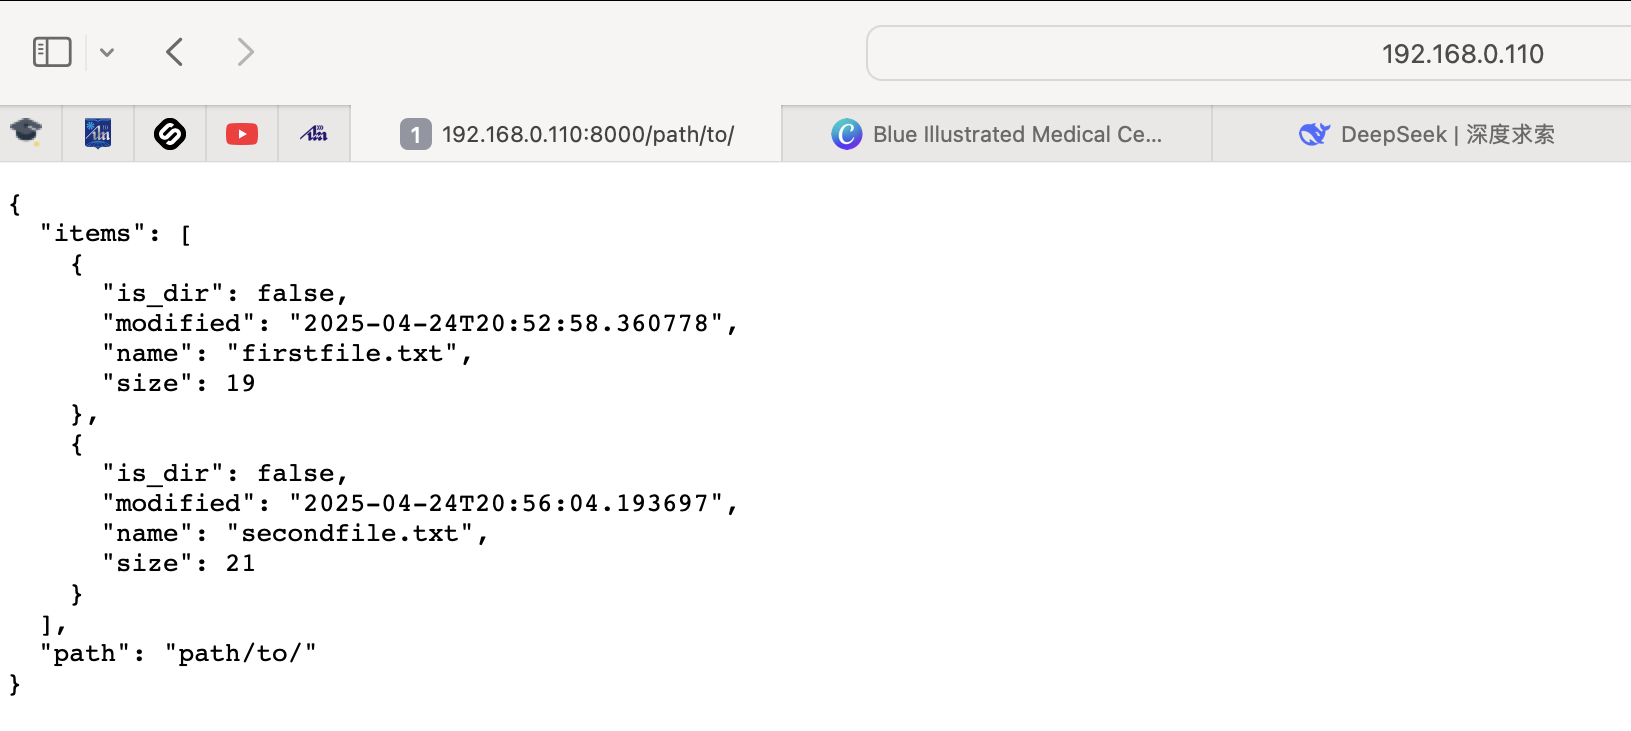 192.168.0.110
1 192.168.0.110:8000/path/to/
Blue Illustrated Medical Ce...
DeepSeek | 深度求索
{
  "items": [
    {
      "is_dir": false,
      "modified": "2025-04-24T20:52:58.360778",
      "name": "firstfile.txt",
      "size": 19
    },
    {
      "is_dir": false,
      "modified": "2025-04-24T20:56:04.193697",
      "name": "secondfile.txt",
      "size": 21
    }
  ],
  "path": "path/to/"
}